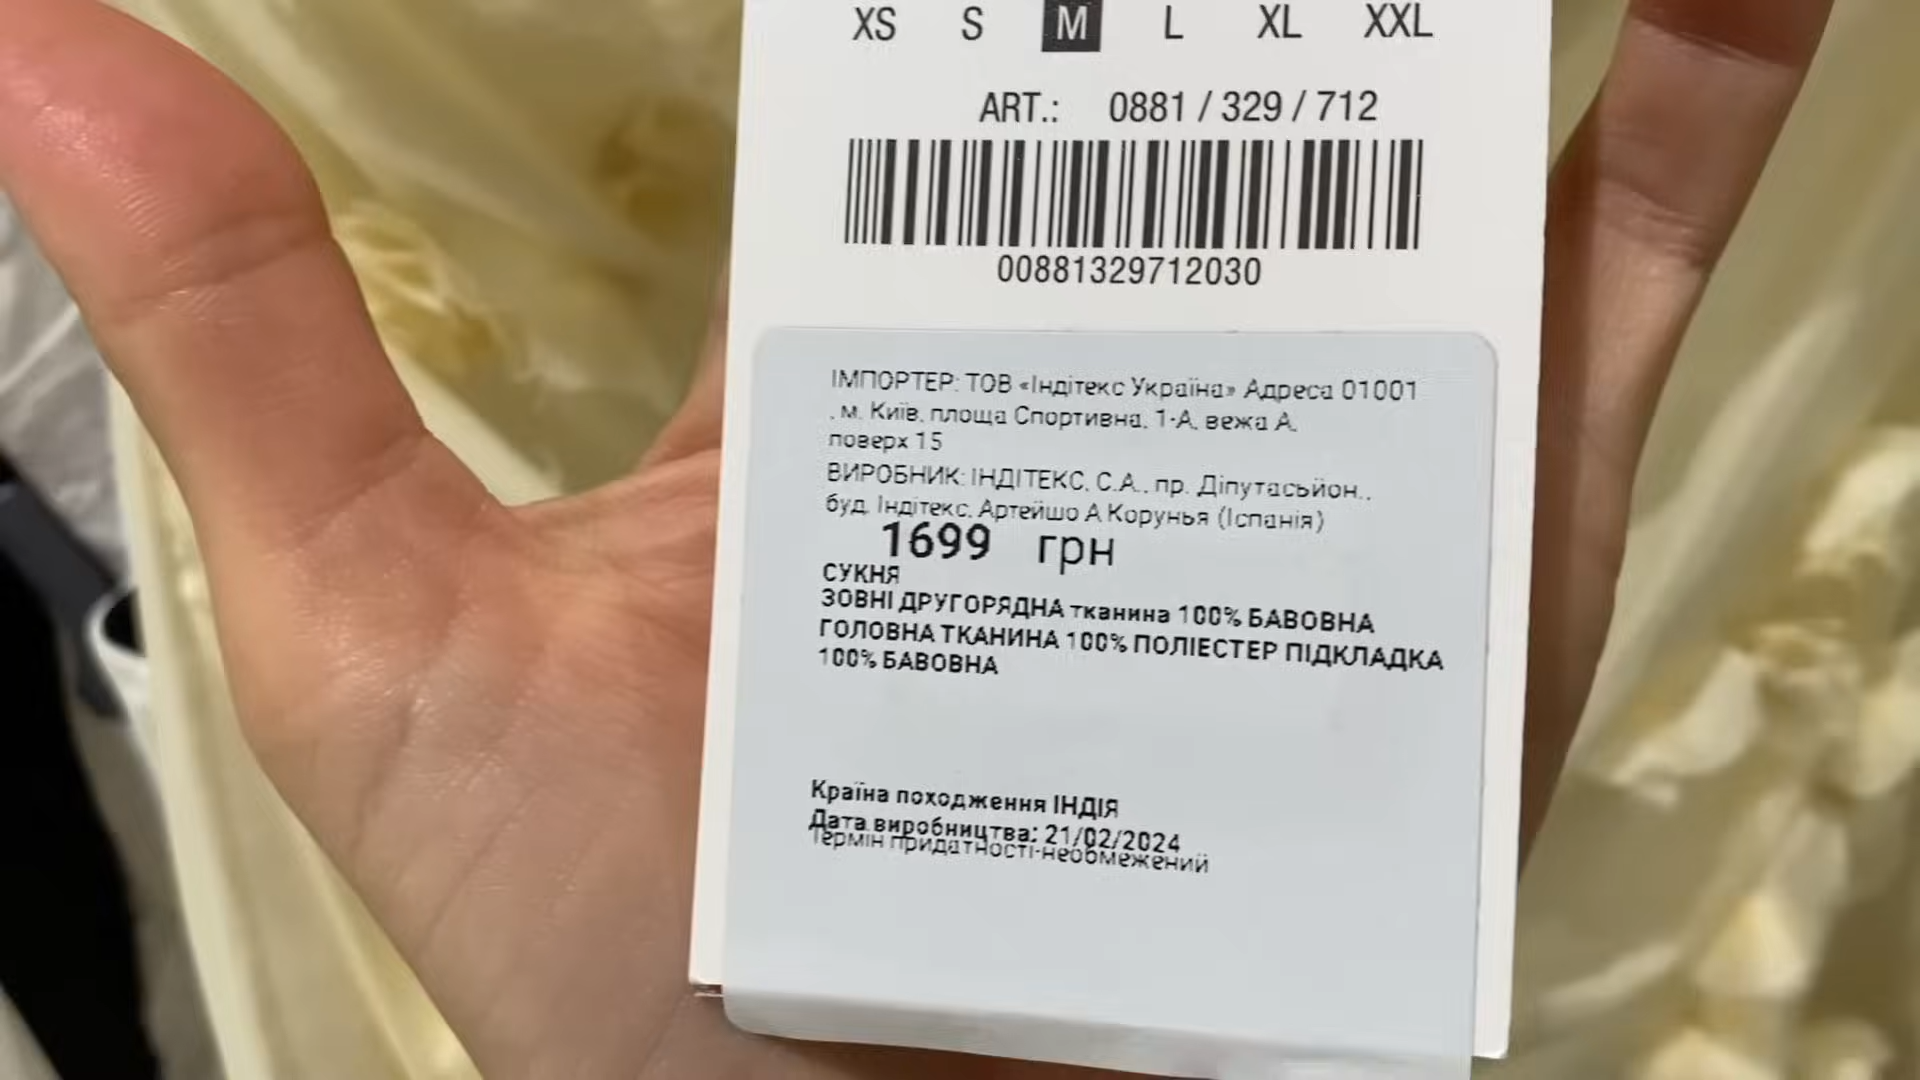 XS S M L XL XXL
ART.: 0881 / 329 / 712
00881329712030
ІМПОРТЕР: ТОВ «Індітекс Україна» Адреса 01001
, м. Київ, площа Спортивна, 1-А, вежа А,
поверх 15
ВИРОБНИК: ІНДІТЕКС, С.А., пр. Діпутасьйон.,
буд. Індітекс, Артейшо А Корунья (Іспанія)
1699 грн
СУКНЯ
ЗОВНІ ДРУГОРЯДНА тканина 100% БАВОВНА
ГОЛОВНА ТКАНИНА 100% ПОЛІЕСТЕР ПІДКЛАДКА
100% БАВОВНА
Країна походження ІНДІЯ
Дата виробництва: 21/02/2024
Термін придатності-необмежений